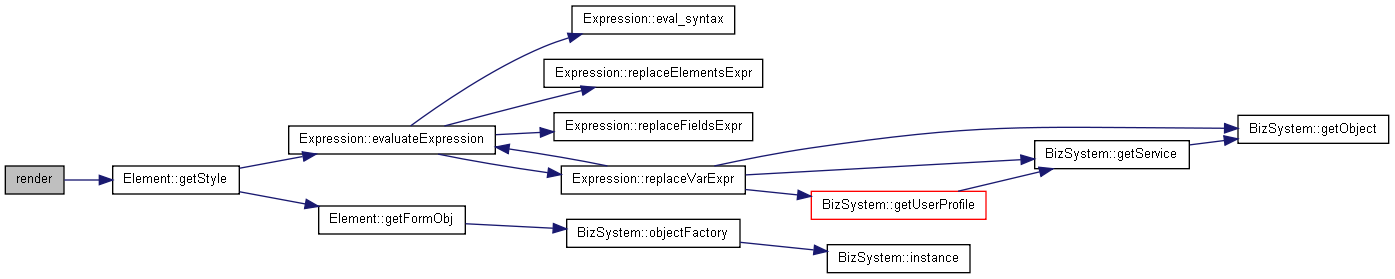 render
Element::getStyle
Expression::evaluateExpression
Element::getFormObj
Expression::eval_syntax
Expression::replaceElementsExpr
Expression::replaceFieldsExpr
Expression::replaceVarExpr
BizSystem::objectFactory
BizSystem::getUserProfile
BizSystem::instance
BizSystem::getService
BizSystem::getObject